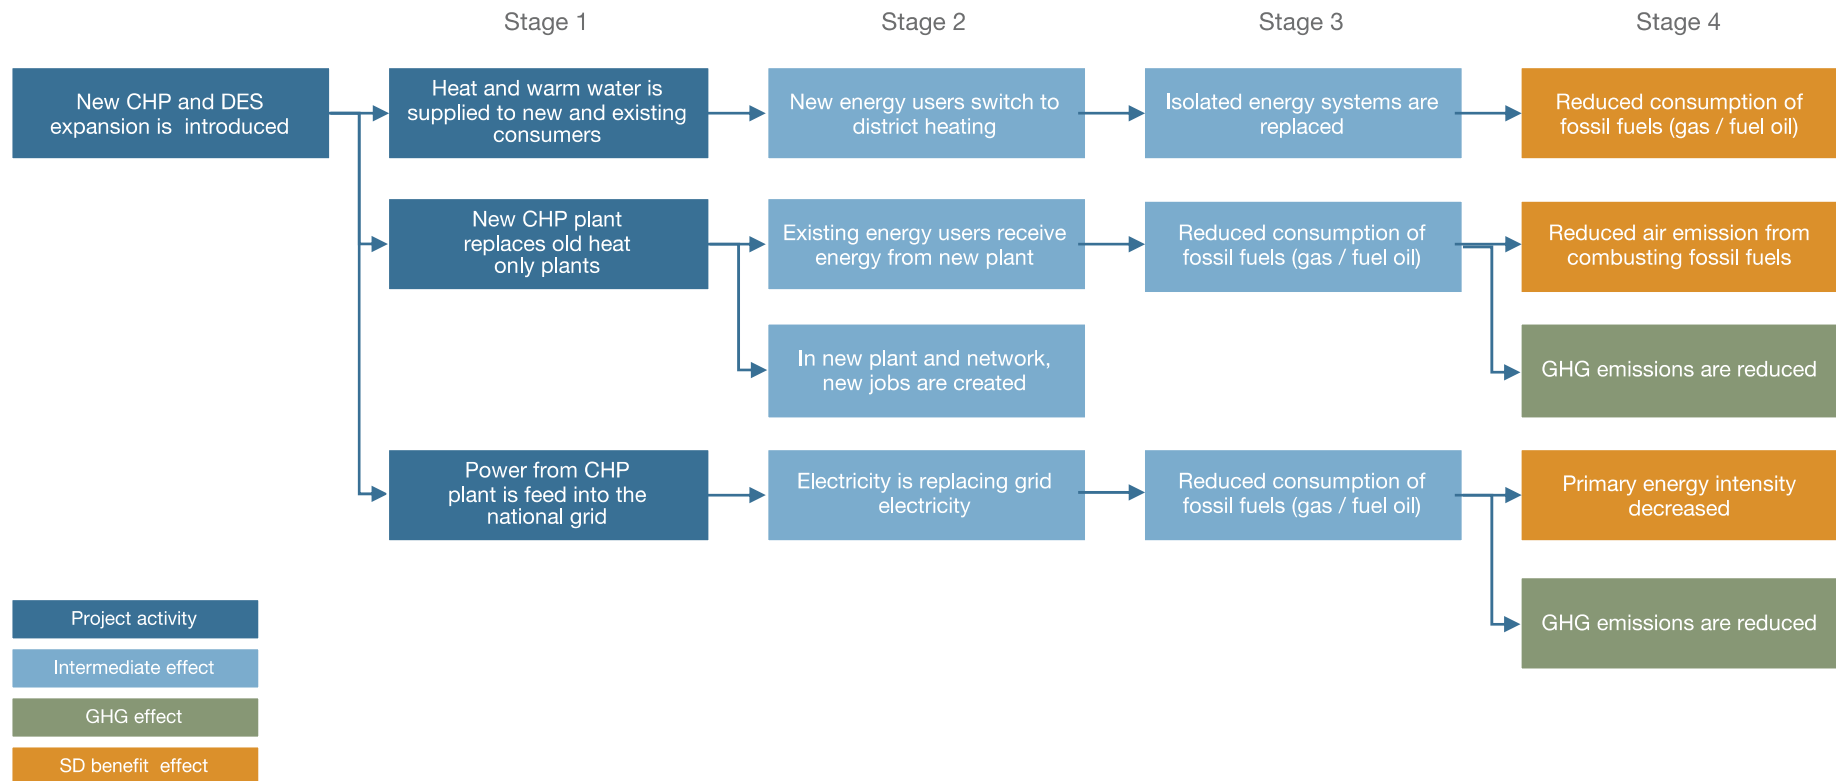 Stage 1
Stage 2
Stage 3
Stage 4
New CHP and DES
expansion is introduced
Heat and warm water is
supplied to new and existing
consumers
New energy users switch to
district heating
Isolated energy systems are
replaced
Reduced consumption of
fossil fuels (gas / fuel oil)
New CHP plant
replaces old heat
only plants
Existing energy users receive
energy from new plant
Reduced consumption of
fossil fuels (gas / fuel oil)
Reduced air emission from
combusting fossil fuels
In new plant and network,
new jobs are created
GHG emissions are reduced
Power from CHP
plant is feed into the
national grid
Electricity is replacing grid
electricity
Reduced consumption of
fossil fuels (gas / fuel oil)
Primary energy intensity
decreased
GHG emissions are reduced
Project activity
Intermediate effect
GHG effect
SD benefit effect